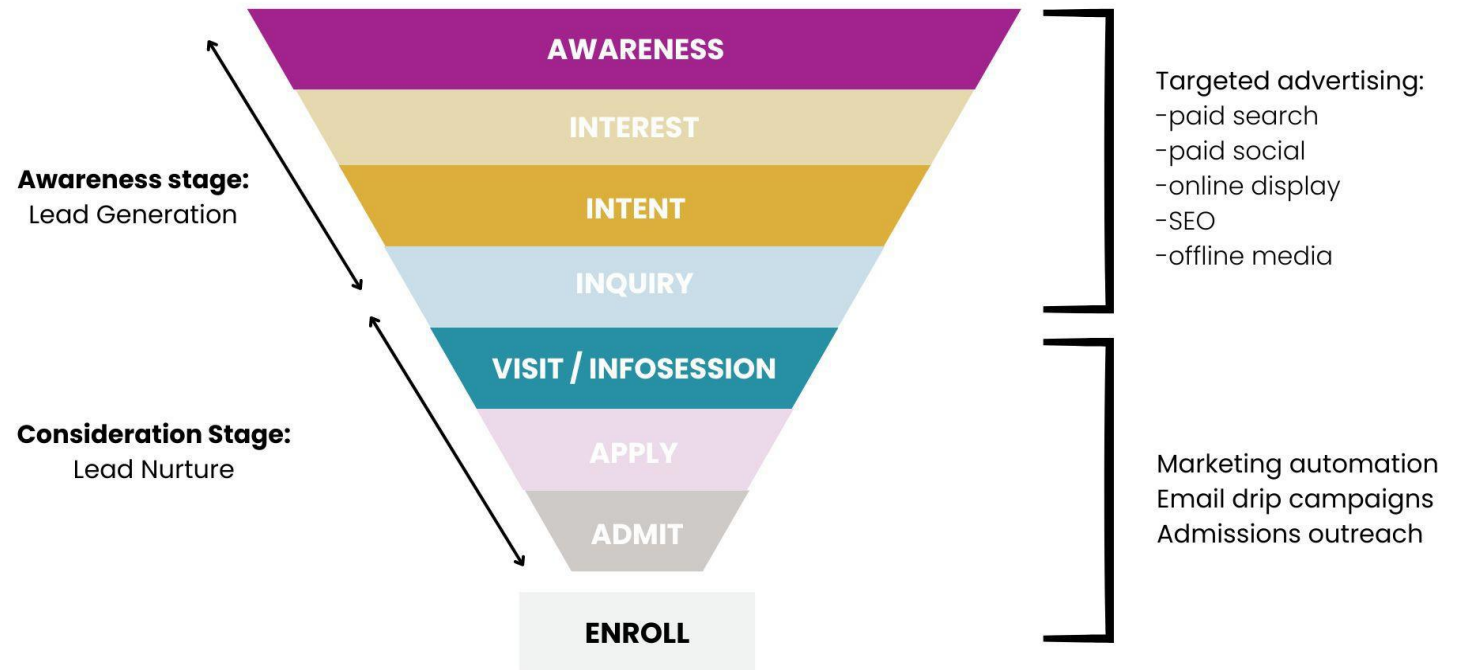 AWARENESS
INTEREST
INTENT
INQUIRY
VISIT / INFOSESSION
APPLY
ADMIT
ENROLL
Awareness stage:
Lead Generation
Consideration Stage:
Lead Nurture
Targeted advertising:
-paid search
-paid social
-online display
-SEO
-offline media
Marketing automation
Email drip campaigns
Admissions outreach